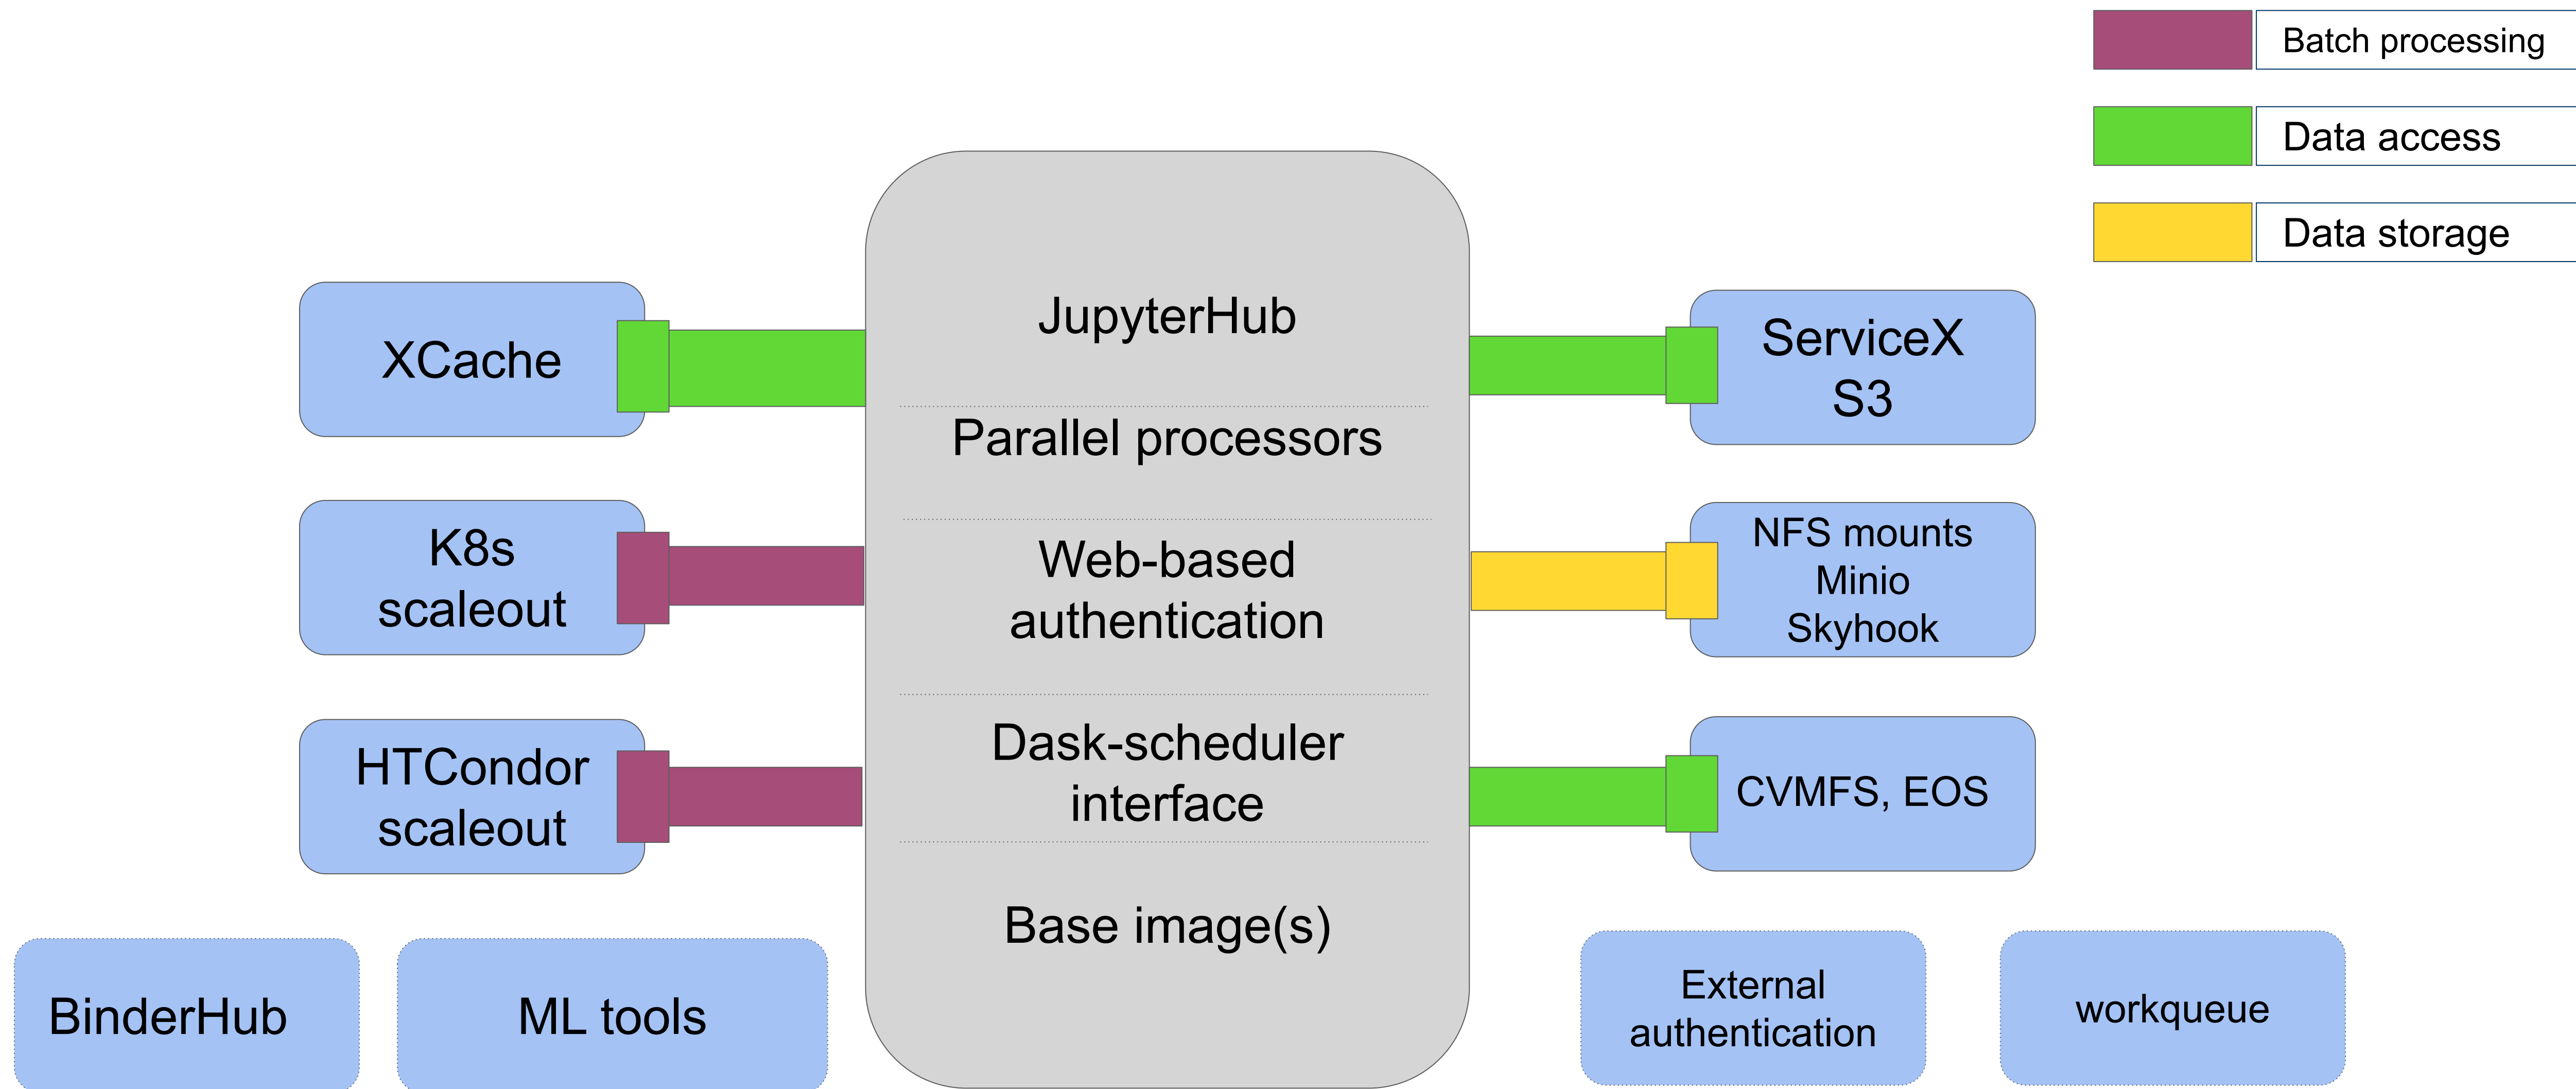 Batch processing
Data access
Data storage
XCache
K8s
scaleout
HTCondor
scaleout
JupyterHub
Parallel processors
Web-based
authentication
Dask-scheduler
interface
Base image(s)
ServiceX
S3
NFS mounts
Minio
Skyhook
CVMFS, EOS
BinderHub
ML tools
External
authentication
workqueue